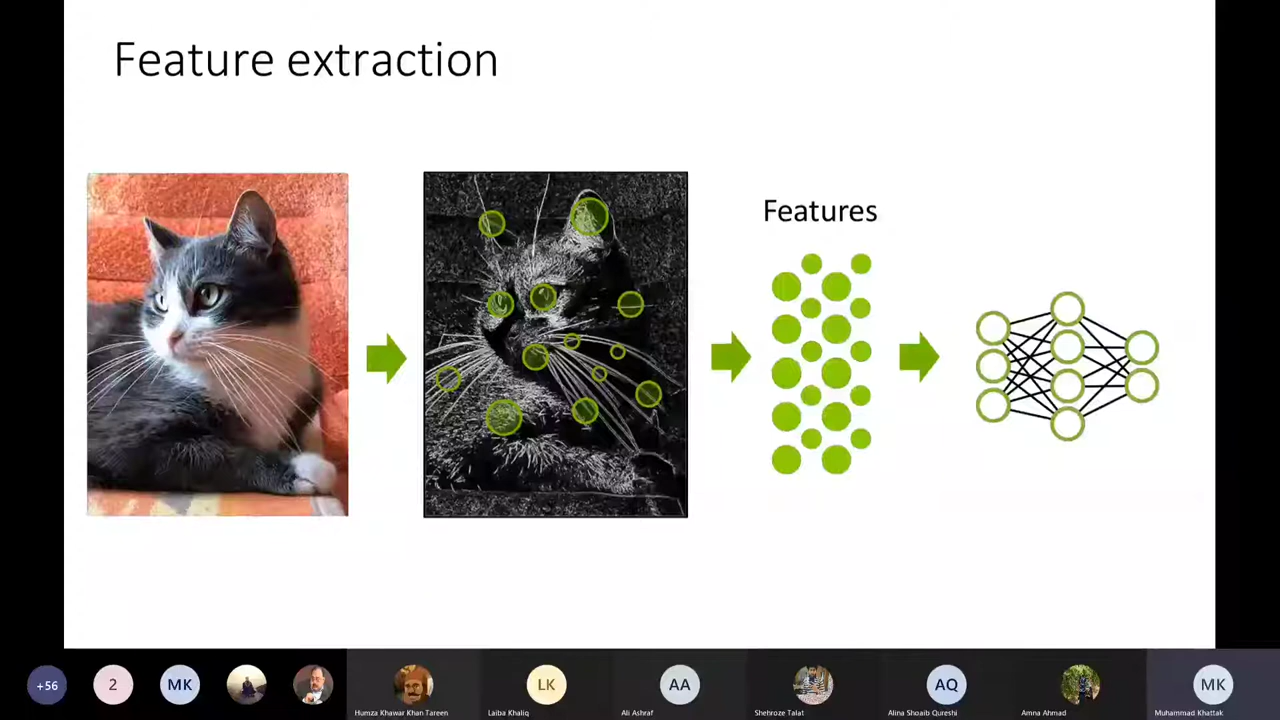 Feature extraction
Features
+56
2
MK
LK
AA
AQ
MK
Humza Khawar Khan Tareen
Laiba Khaliq
Ali Ashraf
Shehroze Talat
Alina Shoaib Qureshi
Amna Ahmad
Muhammad Khattak